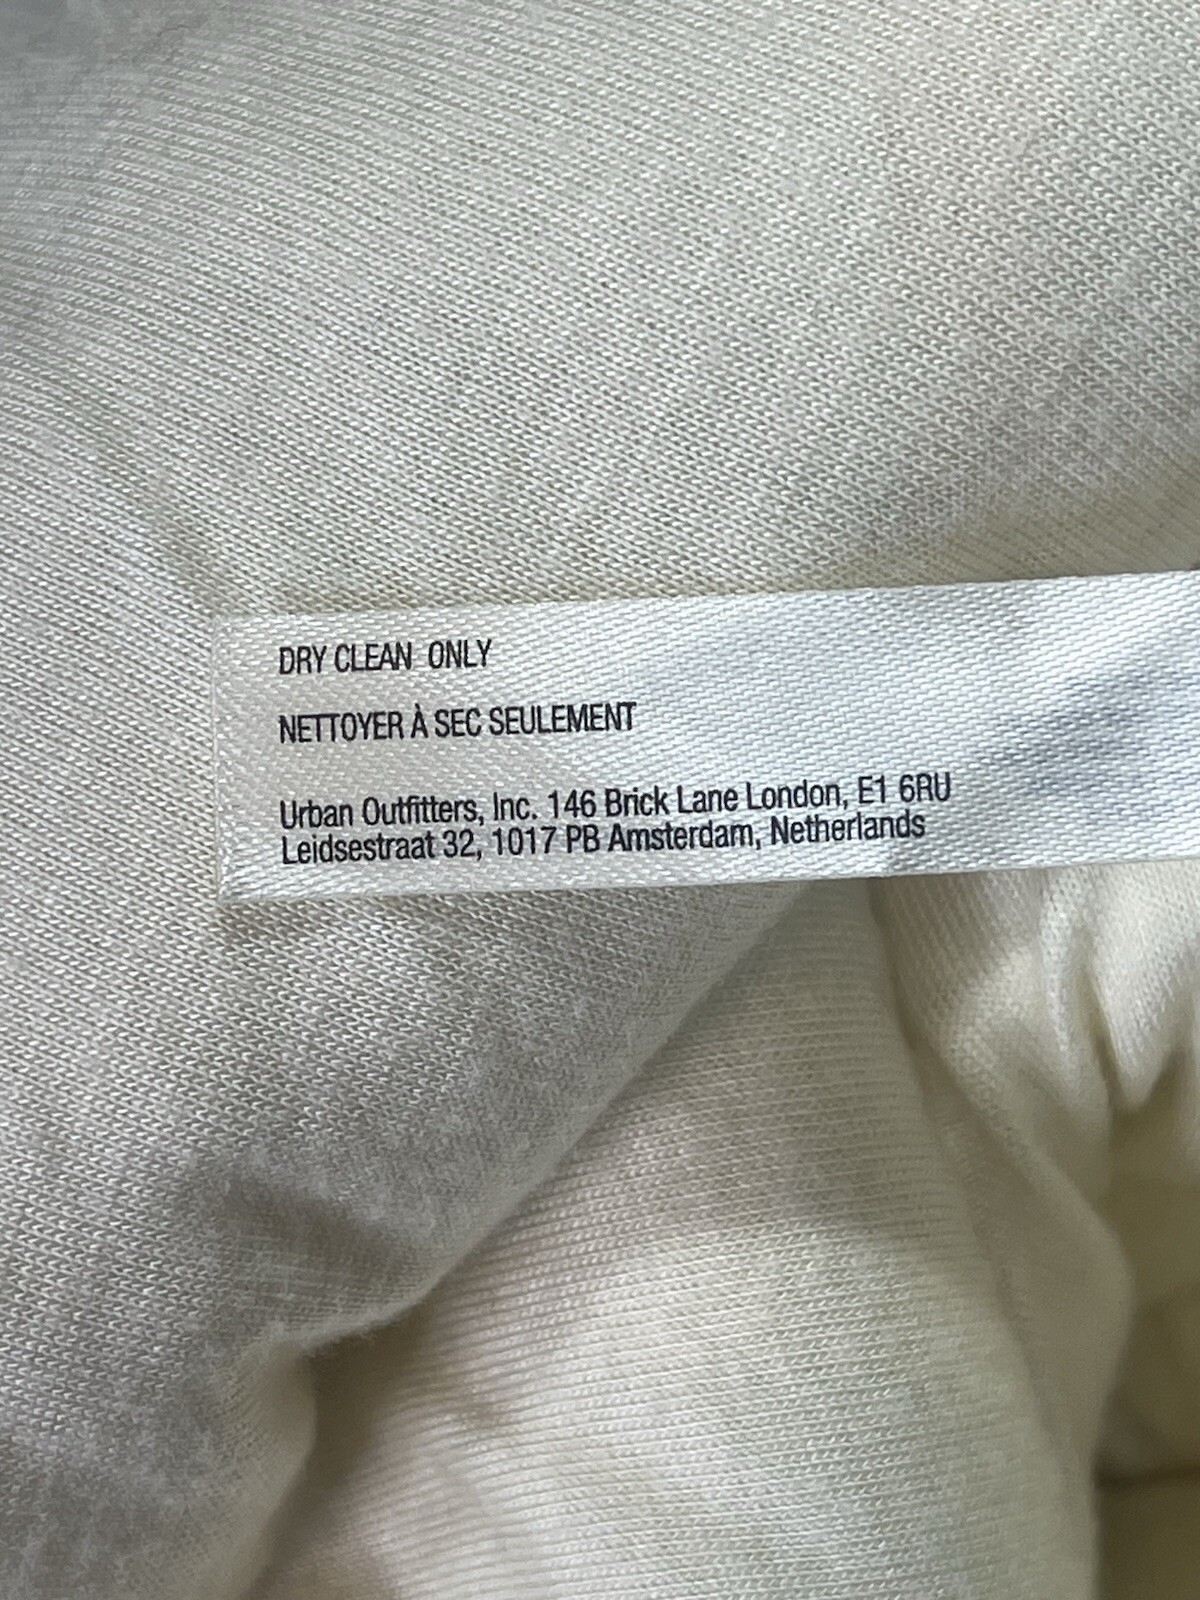 DRY CLEAN ONLY
NETTOYER À SEC SEULEMENT
Urban Outfitters, Inc. 146 Brick Lane London, E1 6RU
Leidsestraat 32, 1017 PB Amsterdam, Netherlands